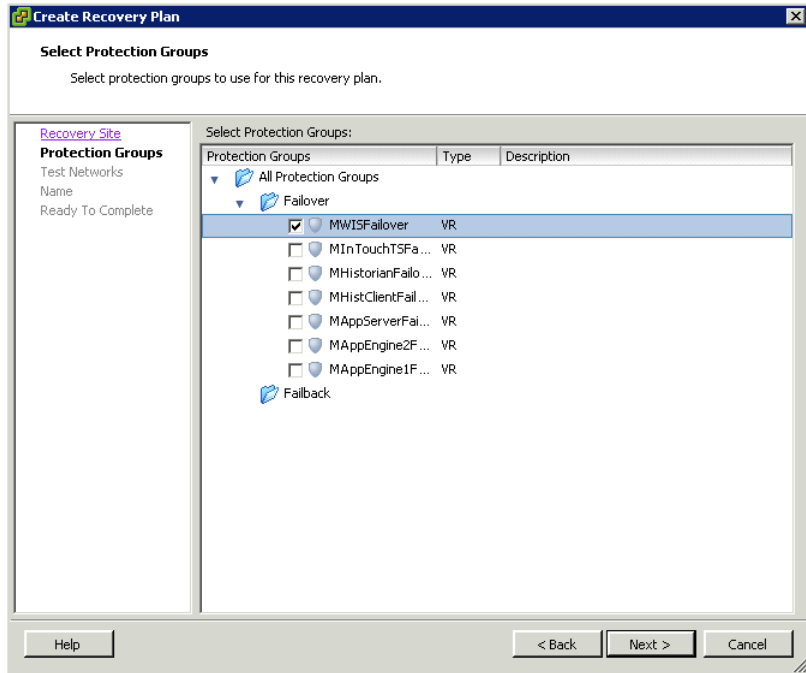 Create Recovery Plan
Select Protection Groups
Select protection groups to use for this recovery plan.
Recovery Site
Protection Groups
Test Networks
Name
Ready To Complete
Select Protection Groups:
Protection Groups Type Description
All Protection Groups
Failover
MWISFailover VR
MInTouchTSFa... VR
MHistorianFailo... VR
MHistClientFail... VR
MAppServerFai... VR
MAppEngine2F... VR
MAppEngine1F... VR
Failback
Help < Back Next > Cancel